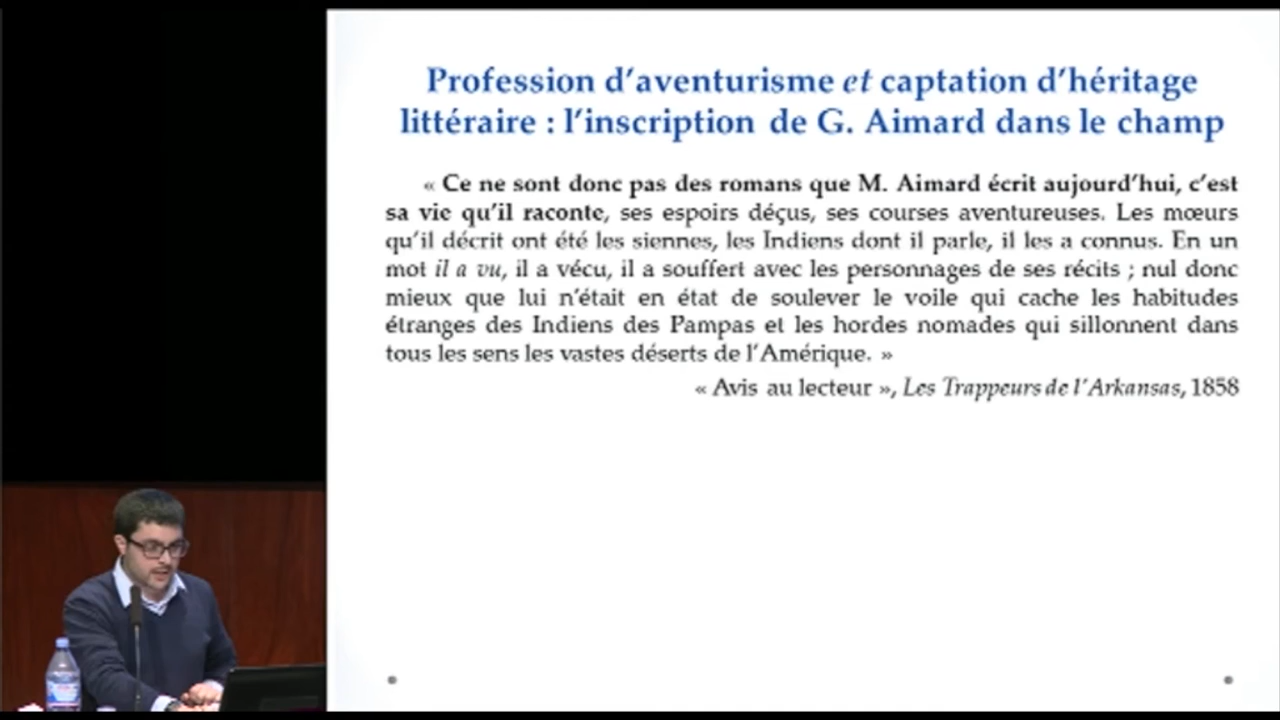 Profession d'aventurisme et captation d'héritage
littéraire : l'inscription de G. Aimard dans le champ
« Ce ne sont donc pas des romans que M. Aimard écrit aujourd'hui, c'est
sa vie qu'il raconte, ses espoirs déçus, ses courses aventureuses. Les mœurs
qu'il décrit ont été les siennes, les Indiens dont il parle, il les a connus. En un
mot il a vu, il a vécu, il a souffert avec les personnages de ses récits ; nul donc
mieux que lui n'était en état de soulever le voile qui cache les habitudes
étranges des Indiens des Pampas et les hordes nomades qui sillonnent dans
tous les sens les vastes déserts de l'Amérique. »
« Avis au lecteur », Les Trappeurs de l'Arkansas, 1858